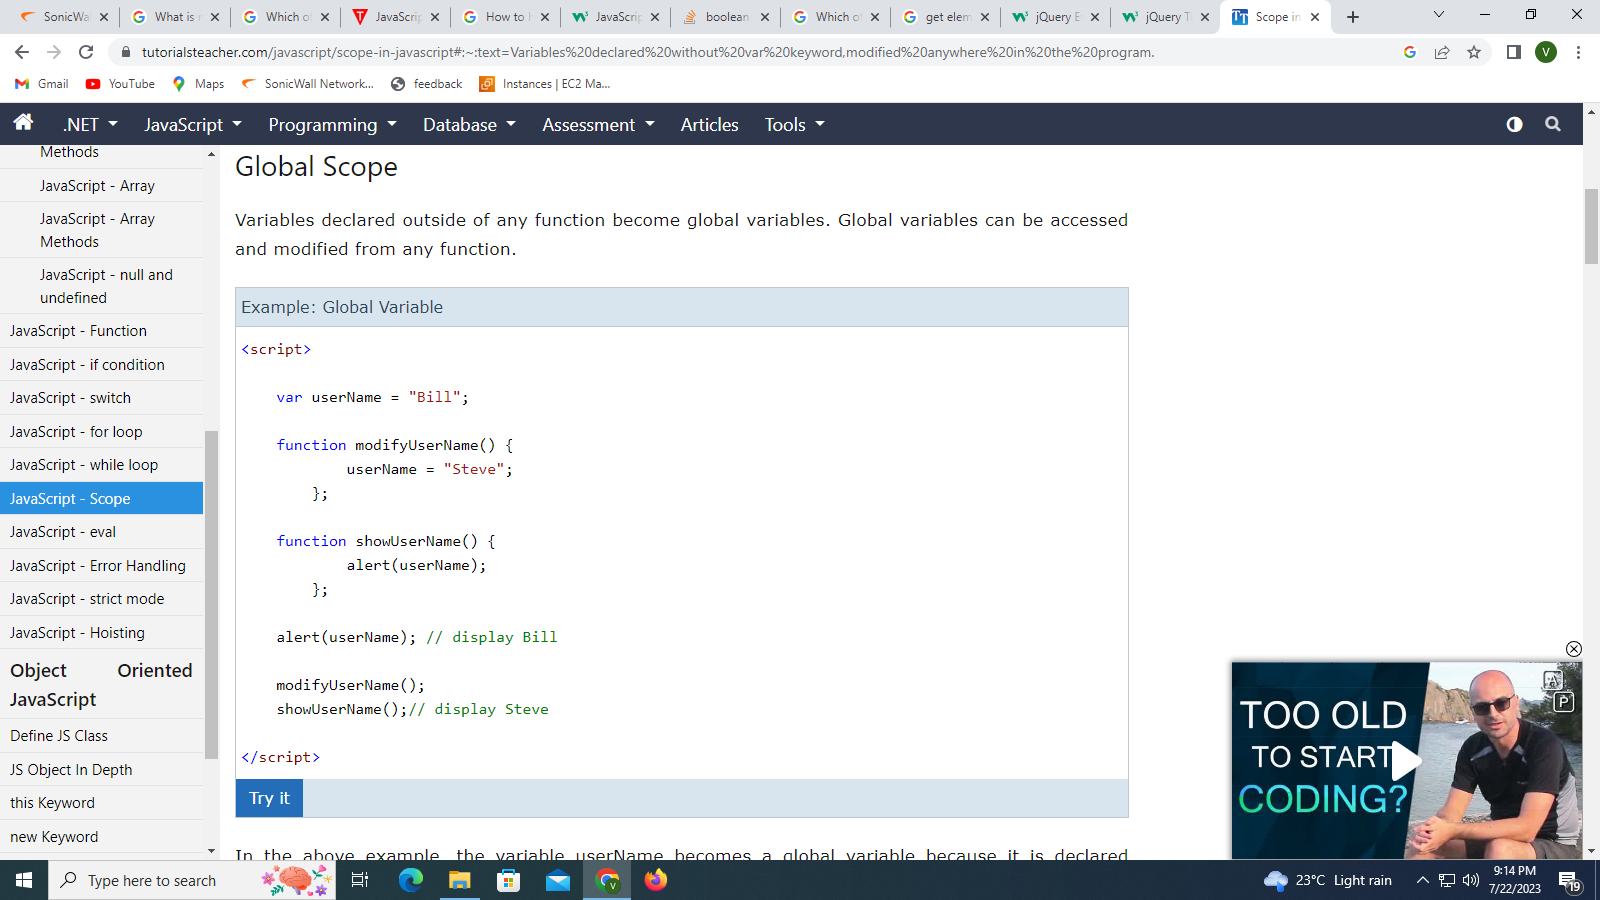 SonicWa
What is
Which of
JavaScrip
How to
JavaScrip
boolean
Which o
get elem
jQuery E
jQuery T
Scope in
tutorialsteacher.com/javascript/scope-in-javascript#:~:text=Variables%20declared%20without%20var%20keyword,modified%20anywhere%20in%20the%20program.
V
Gmail
YouTube
Maps
SonicWall Network...
feedback
Instances | EC2 Ma...
.NET
JavaScript
Programming
Database
Assessment
Articles
Tools
Methods
JavaScript - Array
JavaScript - Array
Methods
JavaScript - null and
undefined
JavaScript - Function
JavaScript - if condition
JavaScript - switch
JavaScript - for loop
JavaScript - while loop
JavaScript - Scope
JavaScript - eval
JavaScript - Error Handling
JavaScript - strict mode
JavaScript - Hoisting
Object Oriented
JavaScript
Define JS Class
JS Object In Depth
this Keyword
new Keyword
Global Scope
Variables declared outside of any function become global variables. Global variables can be accessed
and modified from any function.
Example: Global Variable
<script>
var userName = "Bill";
function modifyUserName() {
userName = "Steve";
};
function showUserName() {
alert(userName);
};
alert(userName); // display Bill
modifyUserName();
showUserName();// display Steve
</script>
Try it
In the above example, the variable userName becomes a global variable because it is declared
TOO OLD
TO START
CODING?
A
P
Type here to search
23°C Light rain
9:14 PM
7/22/2023
19